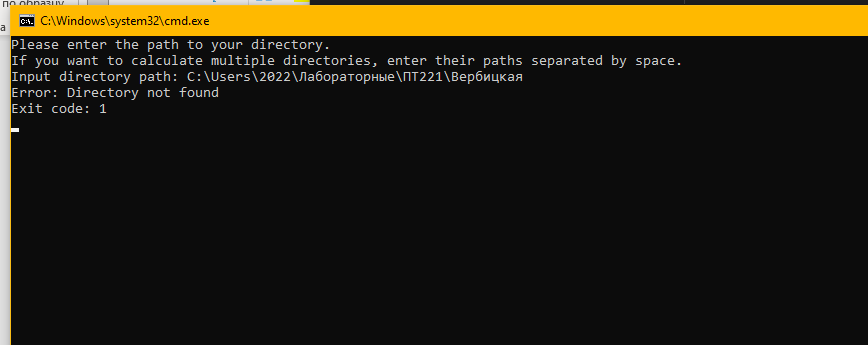 по образцу
а
C:\Windows\system32\cmd.exe
Please enter the path to your directory.
If you want to calculate multiple directories, enter their paths separated by space.
Input directory path: C:\Users\2022\Лабораторные\ПТ221\Вербицкая
Error: Directory not found
Exit code: 1